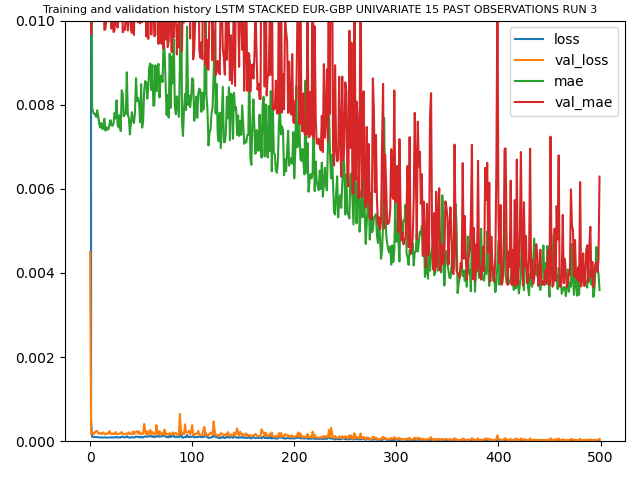 Training and validation history LSTM STACKED EUR-GBP UNIVARIATE 15 PAST OBSERVATIONS RUN 3
0.010
0.008
0.006
0.004
0.002
0.000
0 100 200 300 400 500
loss
val_loss
mae
val_mae